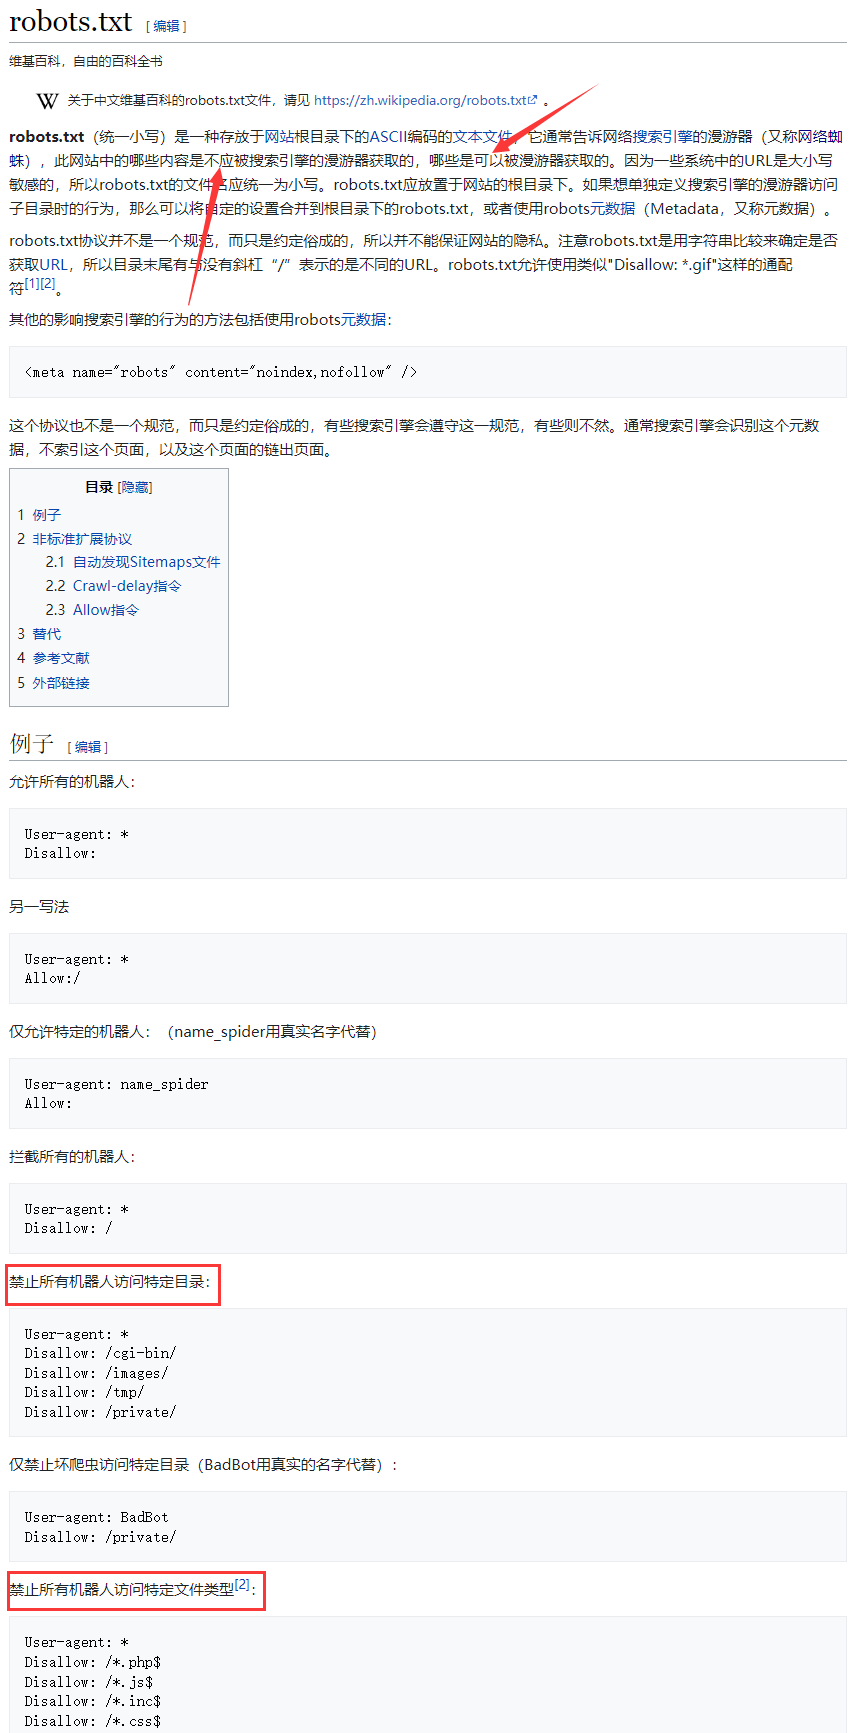 robots.txt [编辑]
维基百科，自由的百科全书
W 关于中文维基百科的robots.txt文件，请见 https://zh.wikipedia.org/robots.txt 。
robots.txt（统一小写）是一种存放于网站根目录下的ASCII编码的文本文件，它通常告诉网络搜索引擎的漫游器（又称网络蜘
蛛），此网站中的哪些内容是不应被搜索引擎的漫游器获取的，哪些是可以被漫游器获取的。因为一些系统中的URL是大小写
敏感的，所以robots.txt的文件名应统一为小写。robots.txt应放置于网站的根目录下。如果想单独定义搜索引擎的漫游器访问
子目录时的行为，那么可以将自定的设置合并到根目录下的robots.txt，或者使用robots元数据（Metadata，又称元数据）。
robots.txt协议并不是一个规范，而只是约定俗成的，所以并不能保证网站的隐私。注意robots.txt是用字符串比较来确定是否
获取URL，所以目录末尾有与没有斜杠“/”表示的是不同的URL。robots.txt允许使用类似"Disallow: *.gif"这样的通配
符[1][2]。
其他的影响搜索引擎的行为的方法包括使用robots元数据：
<meta name="robots" content="noindex,nofollow" />
这个协议也不是一个规范，而只是约定俗成的，有些搜索引擎会遵守这一规范，有些则不然。通常搜索引擎会识别这个元数
据，不索引这个页面，以及这个页面的链出页面。
目录 [隐藏]
1 例子
2 非标准扩展协议
2.1 自动发现Sitemaps文件
2.2 Crawl-delay指令
2.3 Allow指令
3 替代
4 参考文献
5 外部链接
例子 [编辑]
允许所有的机器人：
User-agent: *
Disallow:
另一写法
User-agent: *
Allow:/
仅允许特定的机器人：（name_spider用真实名字代替）
User-agent: name_spider
Allow:
拦截所有的机器人：
User-agent: *
Disallow: /
禁止所有机器人访问特定目录：
User-agent: *
Disallow: /cgi-bin/
Disallow: /images/
Disallow: /tmp/
Disallow: /private/
仅禁止坏爬虫访问特定目录（BadBot用真实的名字代替）：
User-agent: BadBot
Disallow: /private/
禁止所有机器人访问特定文件类型[2]：
User-agent: *
Disallow: /*.php$
Disallow: /*.js$
Disallow: /*.inc$
Disallow: /*.css$